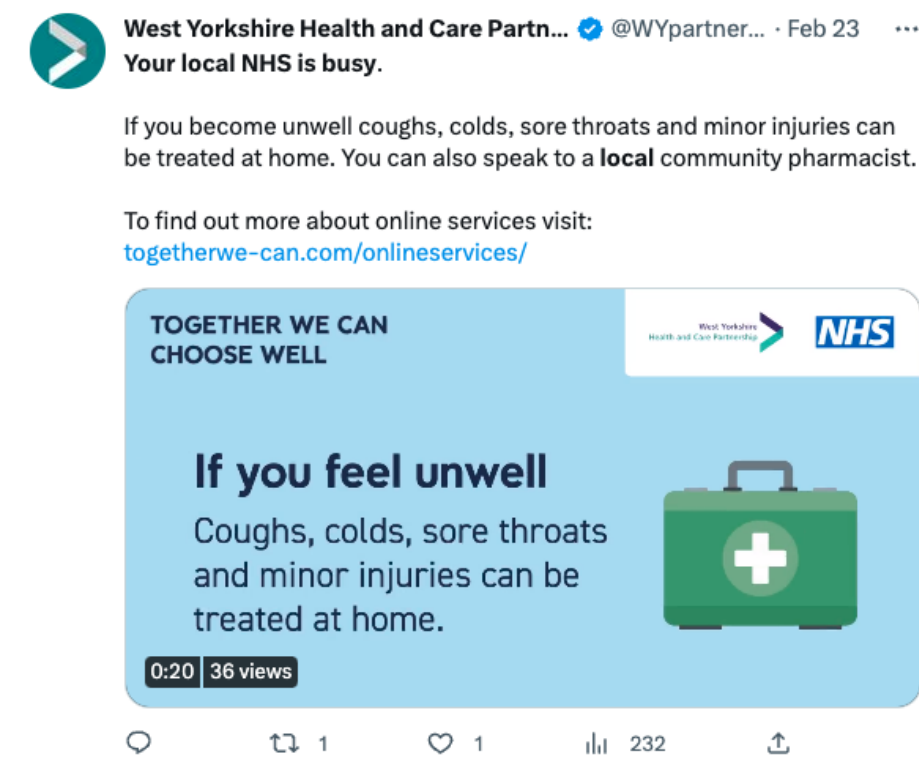 West Yorkshire Health and Care Partn... @WYpartner... · Feb 23 ...
Your local NHS is busy.
If you become unwell coughs, colds, sore throats and minor injuries can
be treated at home. You can also speak to a local community pharmacist.
To find out more about online services visit:
togetherwe-can.com/onlineservices/
TOGETHER WE CAN
CHOOSE WELL
West Yorkshire
Health and Care Partnership
NHS
If you feel unwell
Coughs, colds, sore throats
and minor injuries can be
treated at home.
0:20 36 views
1 1 232